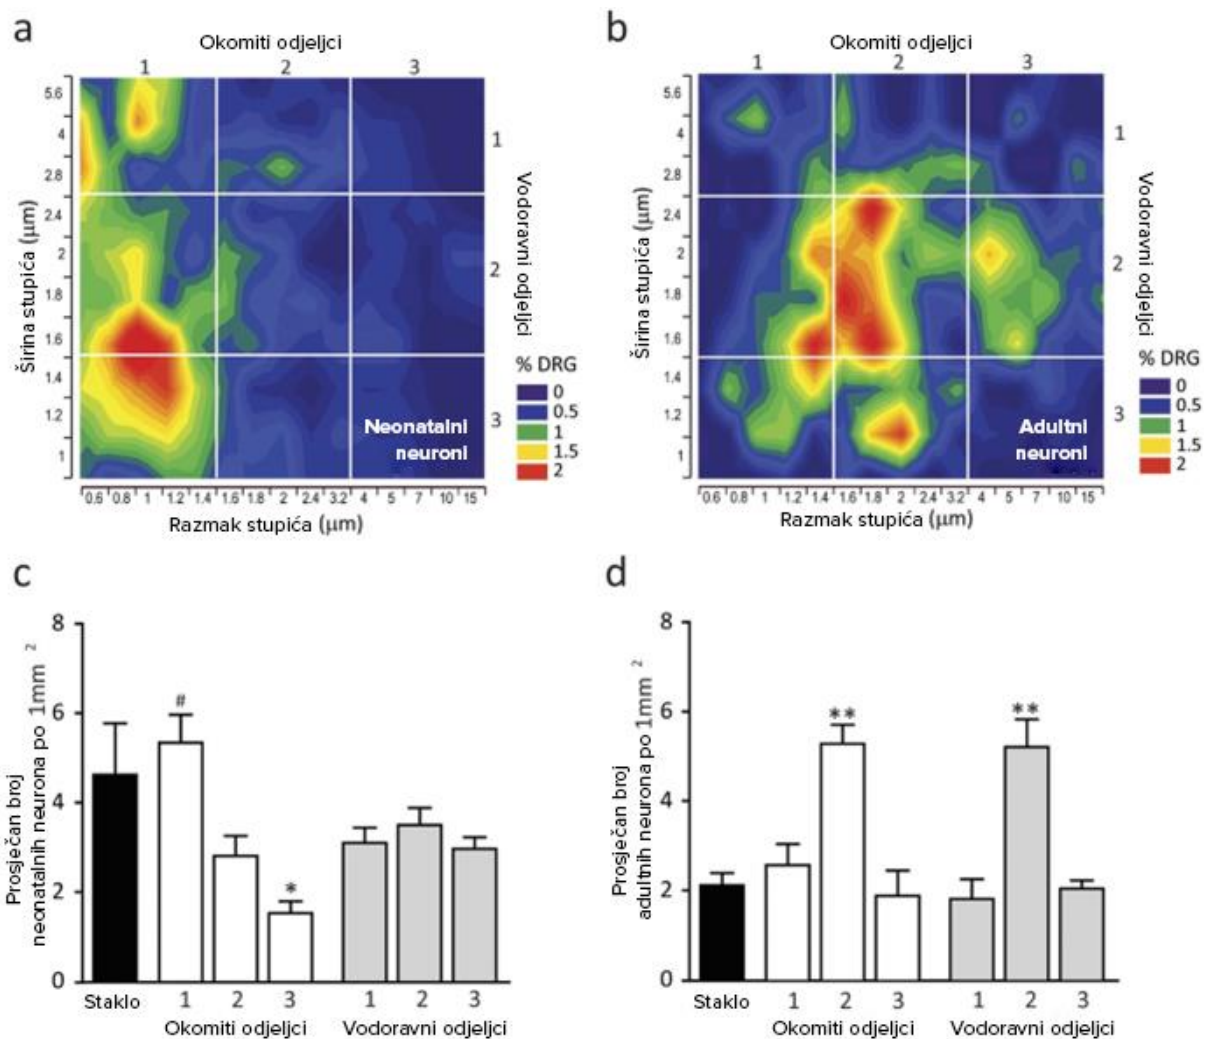 a
Okomiti odjeljci
1 2 3
5.6
4
2.8
2.4
2
1.8
1.6
1.4
1.2
1
Širina stupića (μm)
1
2
3
Vodoravni odjeljci
Neonatalni
neuroni
% DRG
0
0.5
1
1.5
2
0.6 0.8 1 1.2 1.4 1.6 1.8 2 2.4 3.2 4 5 7 10 15
Razmak stupića (μm)
b
Okomiti odjeljci
1 2 3
5.6
4
2.8
2.4
2
1.8
1.6
1.4
1.2
1
Širina stupića (μm)
1
2
3
Vodoravni odjeljci
Adultni
neuroni
% DRG
0
0.5
1
1.5
2
0.6 0.8 1 1.2 1.4 1.6 1.8 2 2.4 3.2 4 5 7 10 15
Razmak stupića (μm)
c
Prosječan broj
neonatalnih neurona po 1mm²
8
6
4
2
0
#
*
Staklo 1 2 3 1 2 3
Okomiti odjeljci Vodoravni odjeljci
d
Prosječan broj
adultnih neurona po 1mm²
8
6
4
2
0
** **
Staklo 1 2 3 1 2 3
Okomiti odjeljci Vodoravni odjeljci